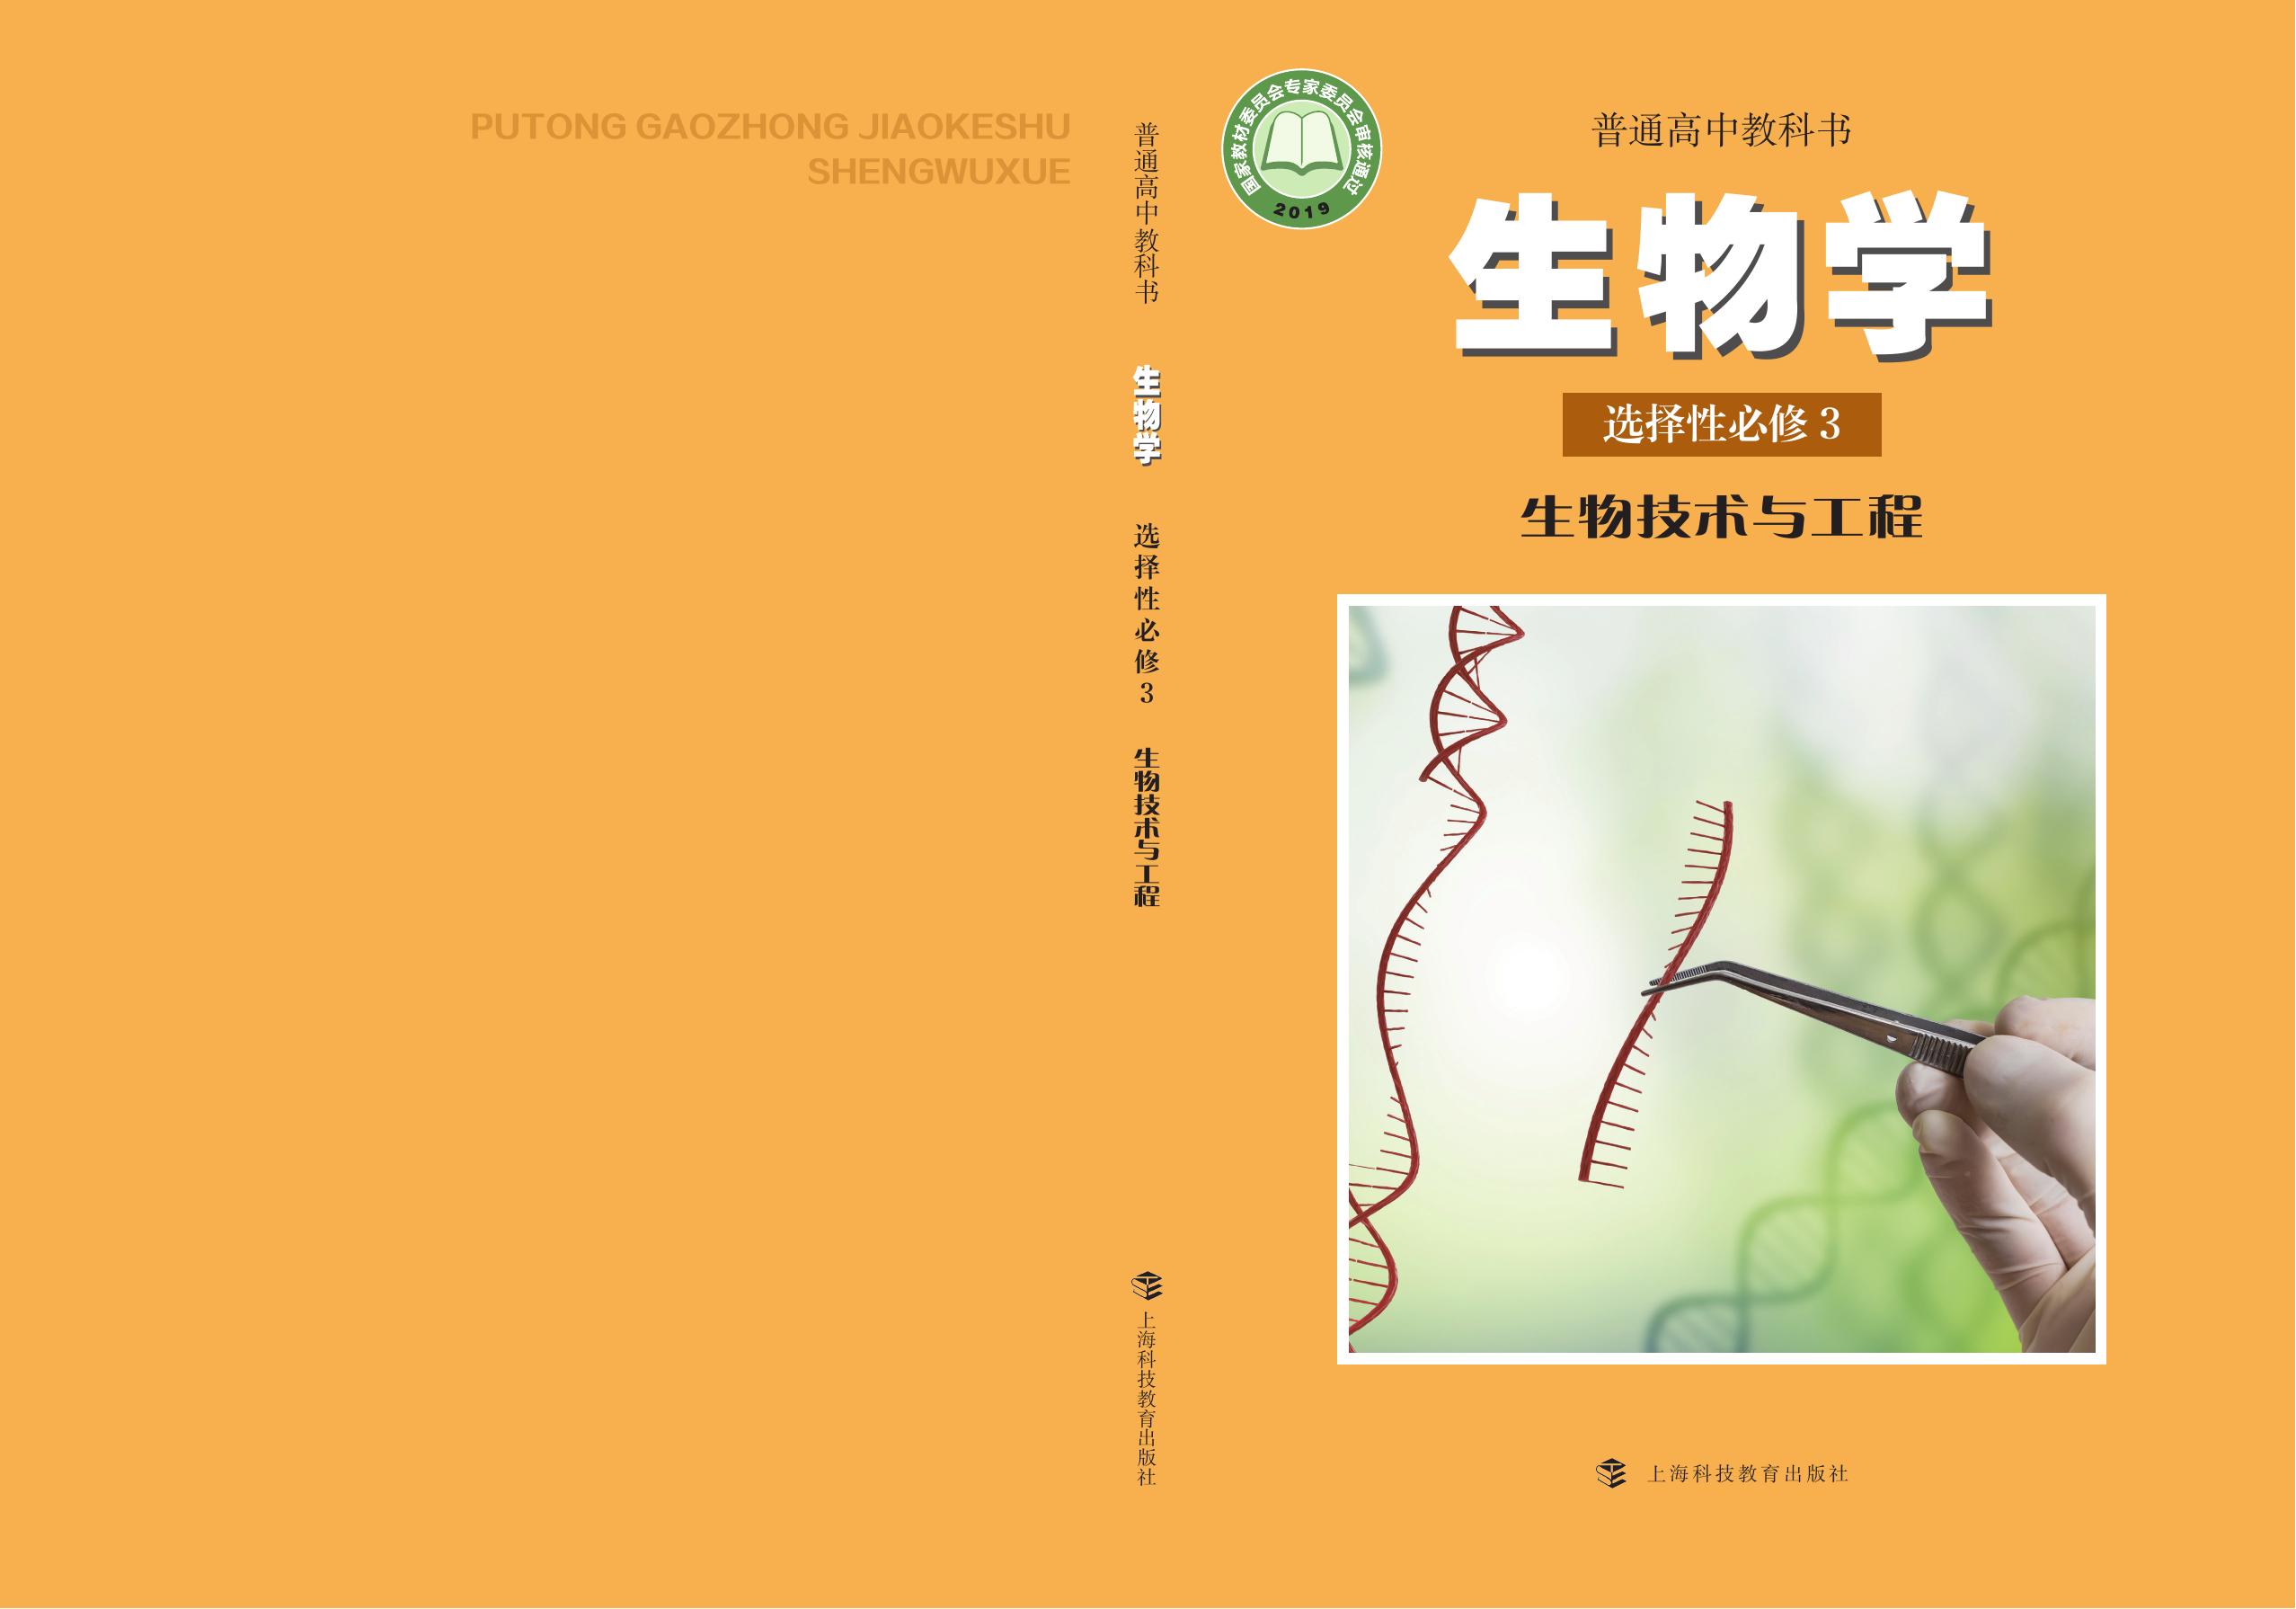 PUTONG GAOZHONG JIAOKESHU
SHENGWUXUE
普通高中教科书
生物学
选择性必修3
生物技术与工程
上海科技教育出版社
国家教材委员会专家委员会审核通过
2019
普通高中教科书
生物学
选择性必修3
生物技术与工程
上海科技教育出版社